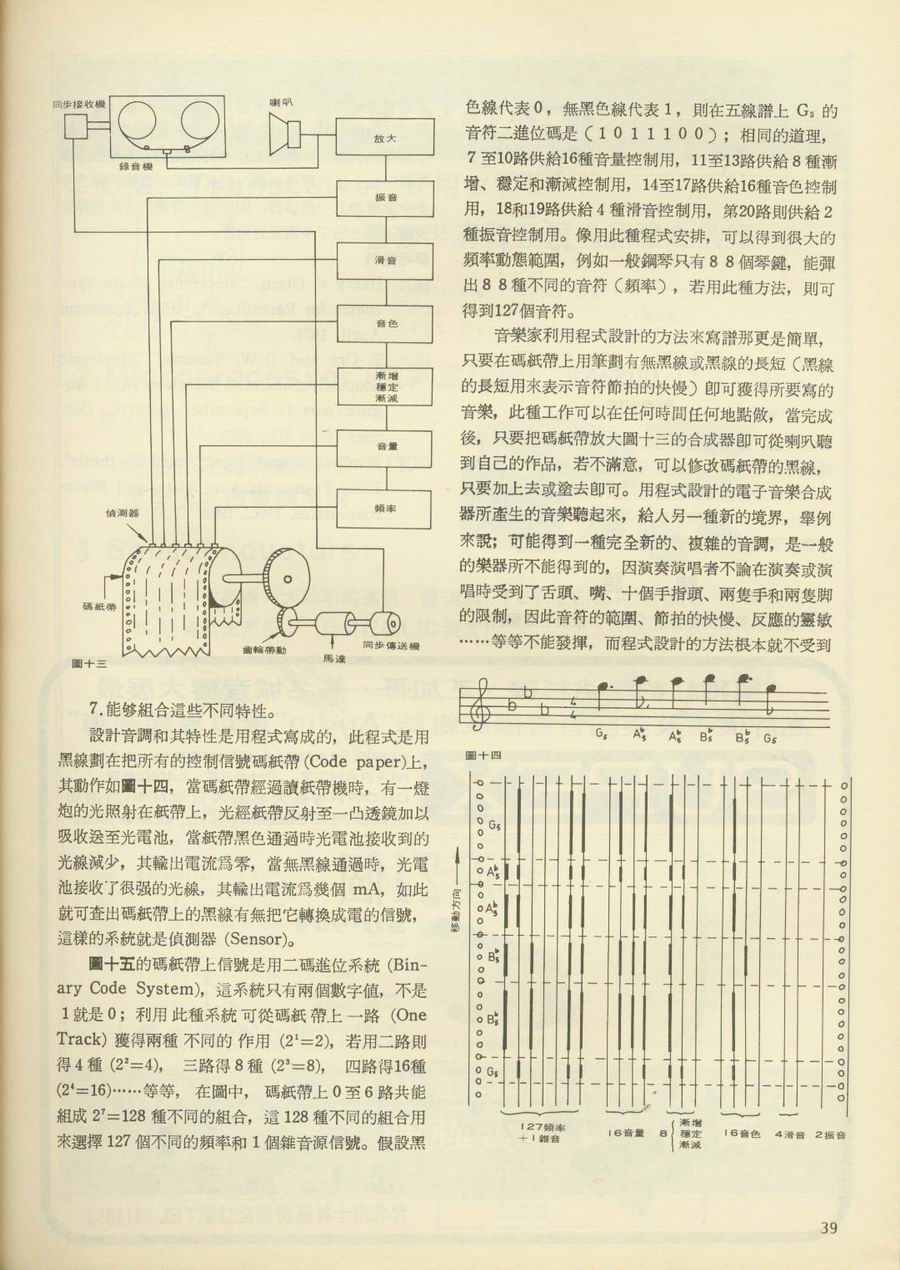 同步接收機
喇叭
錄音機
放大
振音
滑音
音色
漸增
穩定
漸減
音量
頻率
偵測器
碼紙帶
齒輪帶動
馬達
同步傳送機
圖十三
7.能够組合這些不同特性。
設計音調和其特性是用程式寫成的，此程式是用
黑線劃在把所有的控制信號碼紙帶 (Code paper)上，
其動作如圖十四，當碼紙帶經過讀紙帶機時，有一燈
炮的光照射在紙帶上，光經紙帶反射至一凸透鏡加以
吸收送至光電池，當紙帶黑色通過時光電池接收到的
光線減少，其輸出電流爲零，當無黑線通過時，光電
池接收了很强的光線，其輸出電流爲幾個 mA，如此
就可查出碼紙帶上的黑線有無把它轉換成電的信號，
這樣的系統就是偵測器 (Sensor)。
圖十五的碼紙帶上信號是用二碼進位系統 (Bin-
ary Code System)，這系統只有兩個數字值，不是
1就是0；利用此種系統可從碼紙帶上一路 (One
Track) 獲得兩種不同的作用 (2¹=2)，若用二路則
得4種 (2²=4)， 三路得8種 (2³=8)， 四路得16種
(2⁴=16)……等等， 在圖中， 碼紙帶上0至6路共能
組成 2⁷=128 種不同的組合，這 128 種不同的組合用
來選擇 127 個不同的頻率和1個雜音源信號。假設黑
色線代表0，無黑色線代表1，則在五線譜上 G₅ 的
音符二進位碼是（1 0 1 1 1 0 0）；相同的道理，
7至10路供給16種音量控制用，11至13路供給8種漸
增、穩定和漸減控制用，14至17路供給16種音色控制
用，18和19路供給4種滑音控制用，第20路則供給2
種振音控制用。像用此種程式安排，可以得到很大的
頻率動態範圍，例如一般鋼琴只有88個琴鍵，能彈
出88種不同的音符（頻率），若用此種方法，則可
得到127個音符。
音樂家利用程式設計的方法來寫譜那更是簡單，
只要在碼紙帶上用筆劃有無黑線或黑線的長短（黑線
的長短用來表示音符節拍的快慢）卽可獲得所要寫的
音樂，此種工作可以在任何時間任何地點做，當完成
後，只要把碼紙帶放大圖十三的合成器卽可從喇叭聽
到自己的作品，若不滿意，可以修改碼紙帶的黑線，
只要加上去或塗去卽可。用程式設計的電子音樂合成
器所產生的音樂聽起來，給人另一種新的境界，舉例
來說；可能得到一種完全新的、複雜的音調，是一般
的樂器所不能得到的，因演奏演唱者不論在演奏或演
唱時受到了舌頭、嘴、十個手指頭、兩隻手和兩隻脚
的限制，因此音符的範圍、節拍的快慢、反應的靈敏
……等等不能發揮，而程式設計的方法根本就不受到
4
4
G₅ A♭₅ A♭₅ B♭₅ B♭₅ G₅
圖十四
G₅
A♭₅
A♭₅
B♭₅
B♭₅
G₅
移動方向
127頻率
＋1雜音
16音量
8
漸增
穩定
漸減
16音色
4滑音
2振音
39